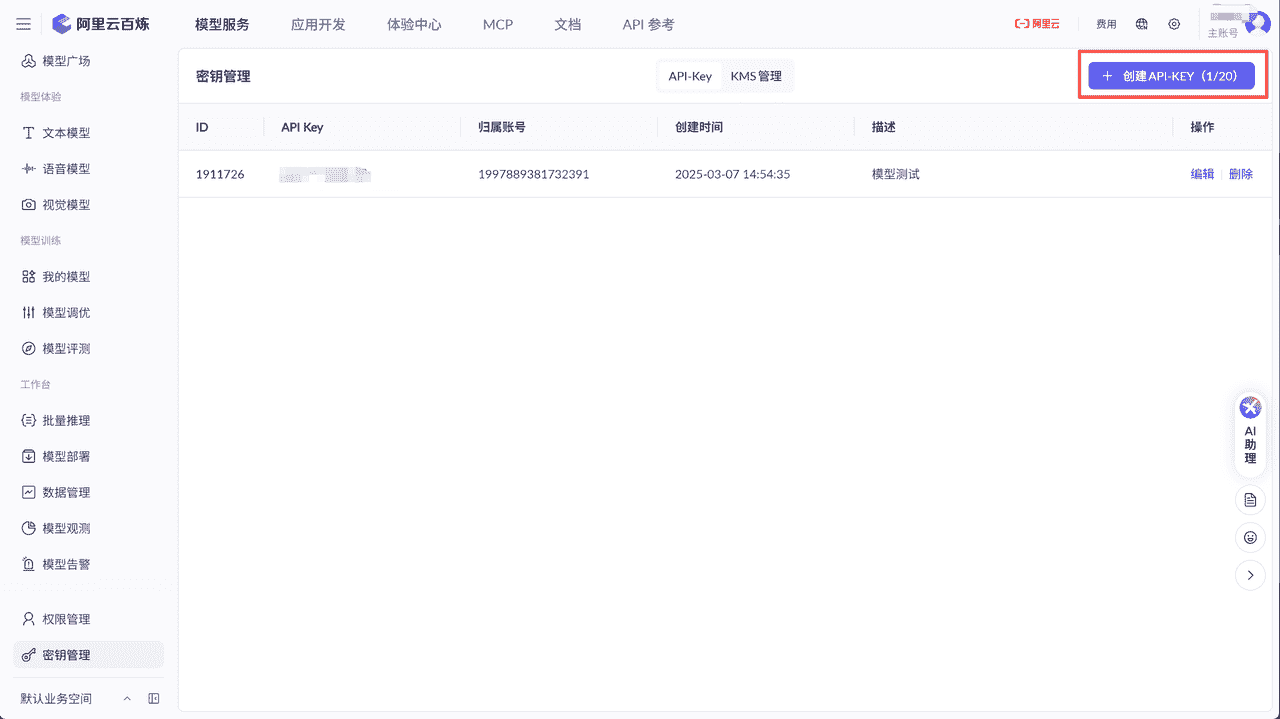 阿里云百炼
模型服务 应用开发 体验中心 MCP 文档 API 参考
阿里云 费用
主账号
模型广场
模型体验
文本模型
语音模型
视觉模型
模型训练
我的模型
模型调优
模型评测
工作台
批量推理
模型部署
数据管理
模型观测
模型告警
权限管理
密钥管理
默认业务空间
密钥管理 API-Key KMS 管理 + 创建API-KEY（1/20）
ID API Key 归属账号 创建时间 描述 操作
1911726 1997889381732391 2025-03-07 14:54:35 模型测试 编辑 删除
AI
助
理